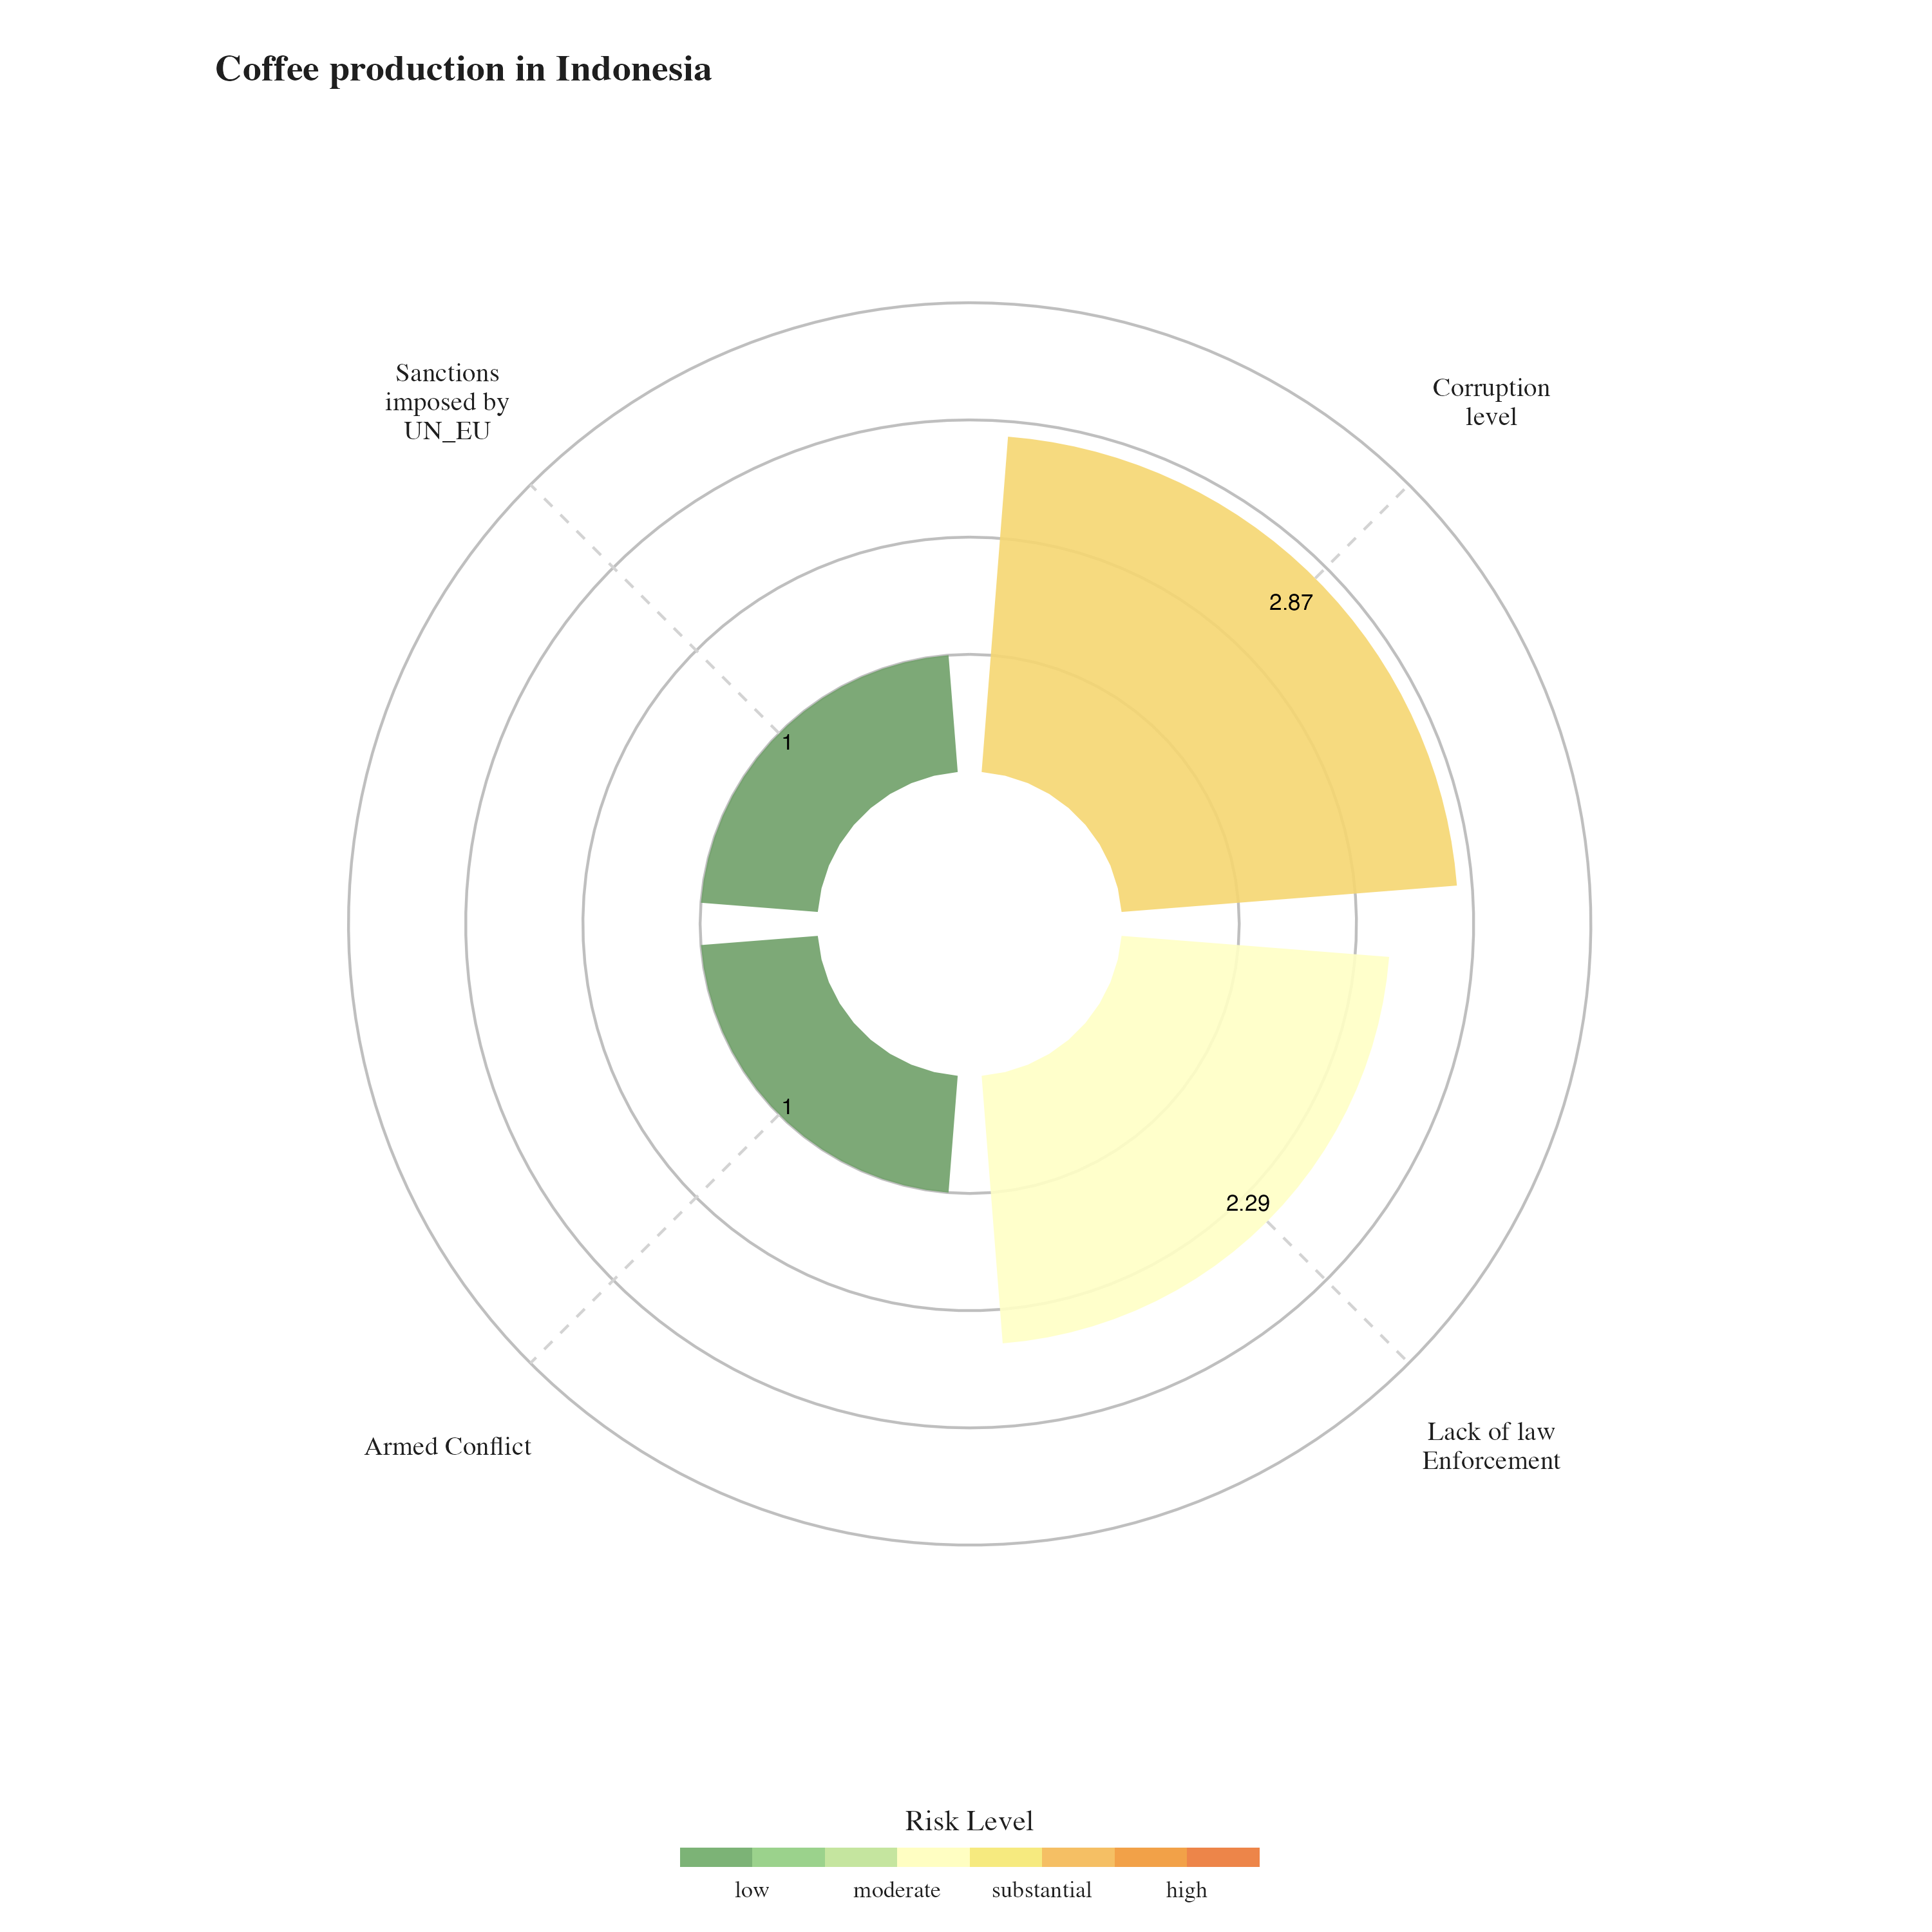 Coffee production in Indonesia
Sanctions
imposed by
UN_EU
Corruption
level
2.87
1
1
2.29
Armed Conflict
Lack of law
Enforcement
Risk Level
low moderate substantial high